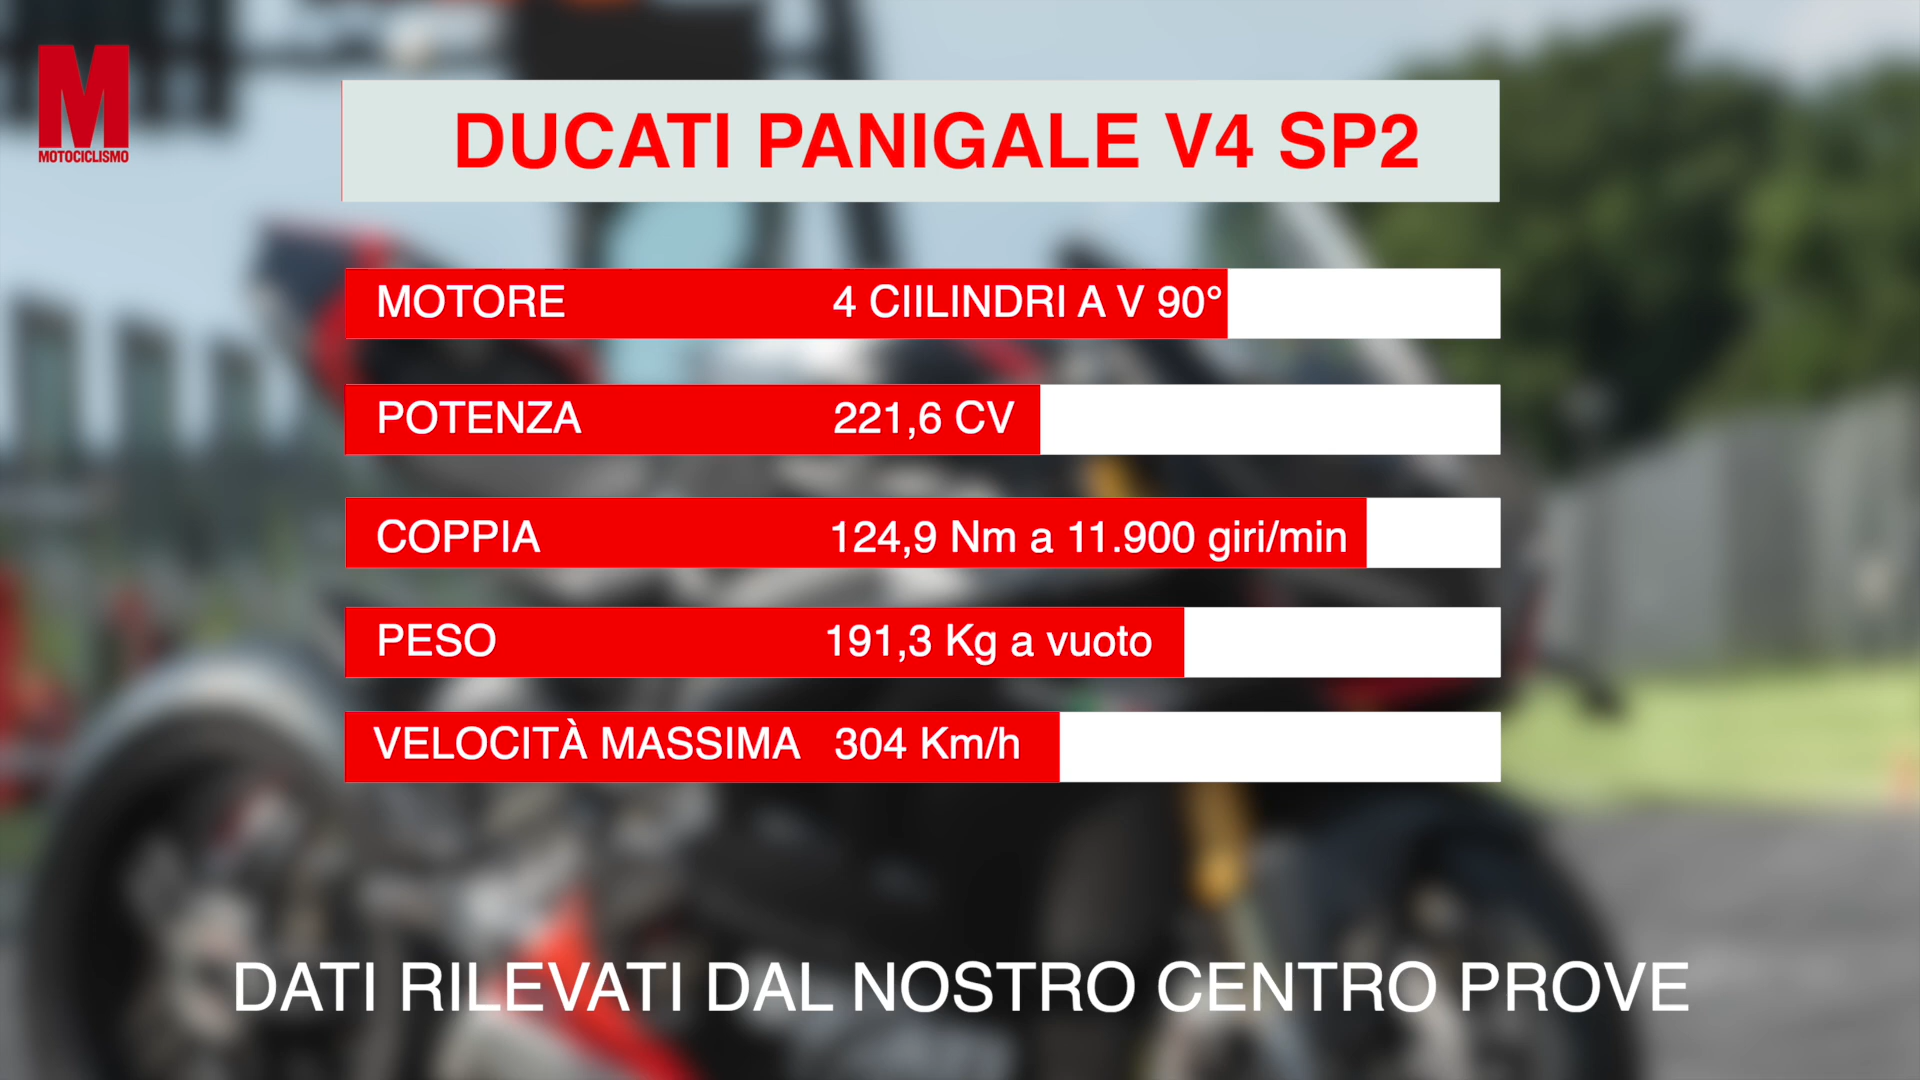 M
MOTOCICLISMO
DUCATI PANIGALE V4 SP2
MOTORE 4 CIILINDRI A V 90°
POTENZA 221,6 CV
COPPIA 124,9 Nm a 11.900 giri/min
PESO 191,3 Kg a vuoto
VELOCITÀ MASSIMA 304 Km/h
DATI RILEVATI DAL NOSTRO CENTRO PROVE